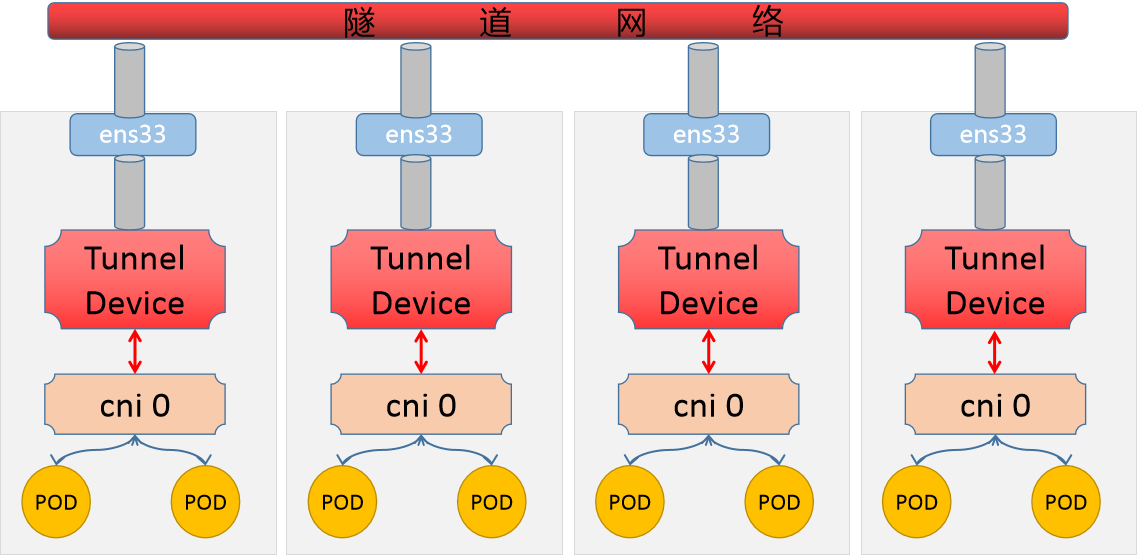 隧 道 网 络
ens33 ens33 ens33 ens33
Tunnel Tunnel Tunnel Tunnel
Device Device Device Device
cni 0 cni 0 cni 0 cni 0
POD POD POD POD POD POD POD POD